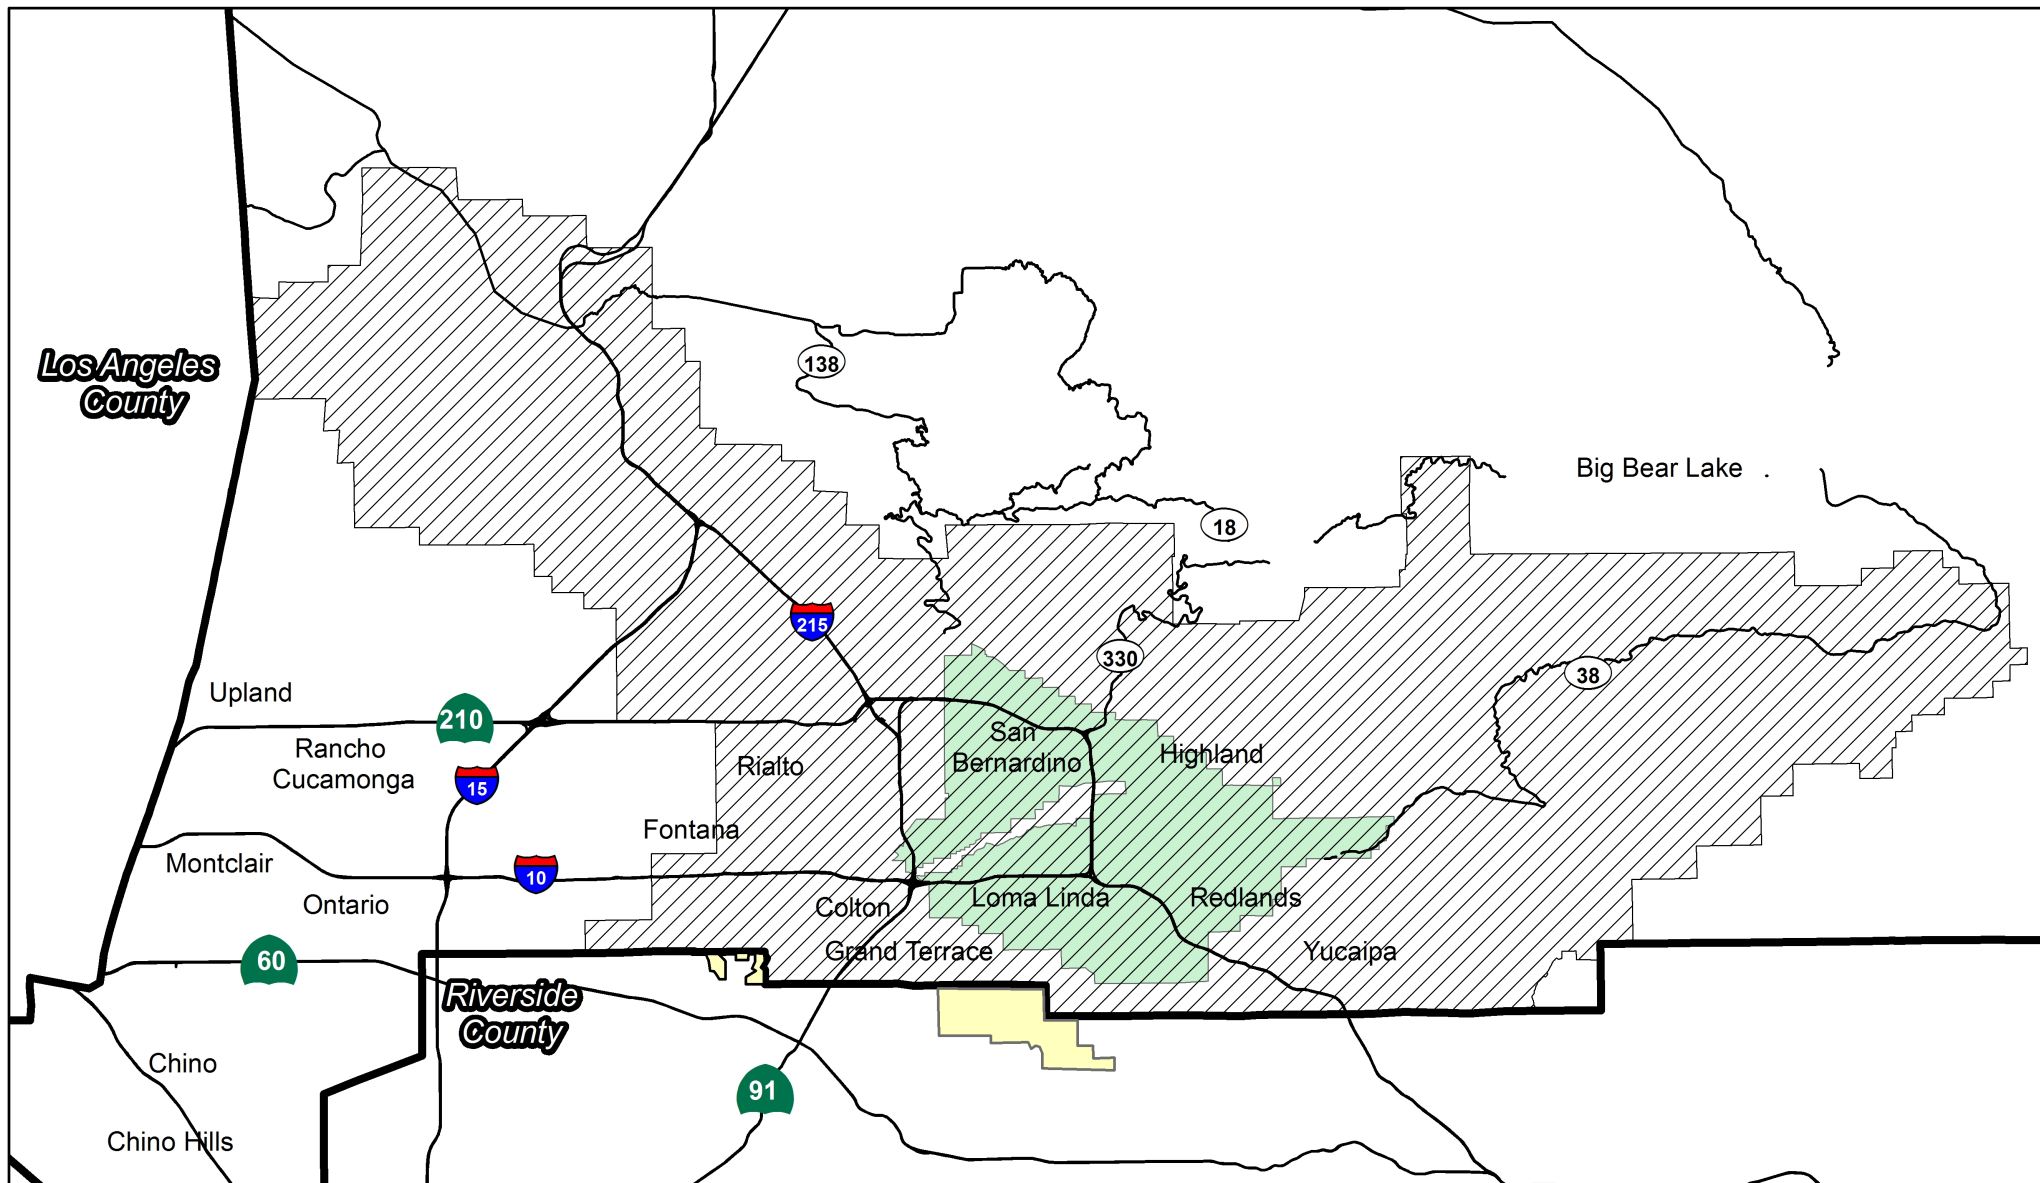 Los Angeles
County
138
Big Bear Lake
18
215
330
38
Upland
210
San
Bernardino
Highland
Rancho
Cucamonga
Rialto
15
Fontana
Montclair
10
Ontario
Colton
Loma Linda
Redlands
Grand Terrace
Yucaipa
60
Riverside
County
Chino
91
Chino Hills